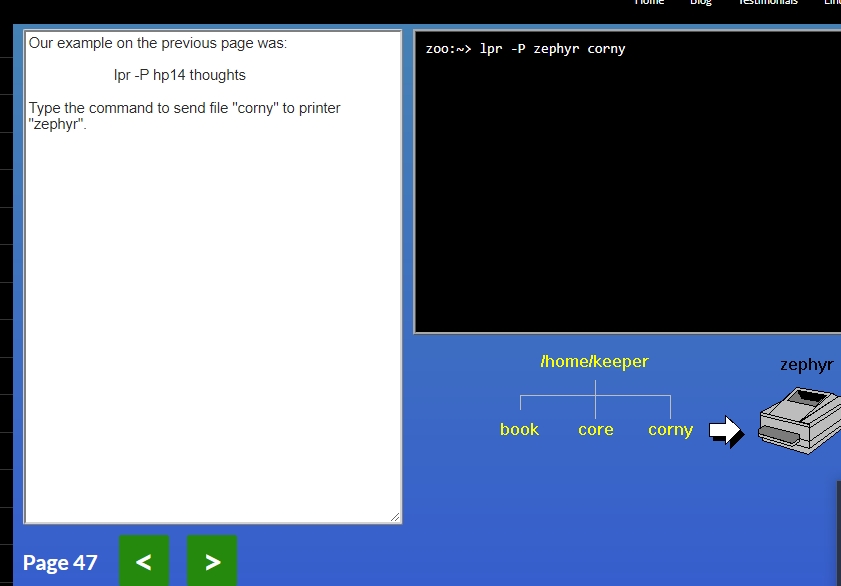 Home Blog Testimonials
Our example on the previous page was:
lpr -P hp14 thoughts
Type the command to send file "corny" to printer
"zephyr".
zoo:~> lpr -P zephyr corny
/home/keeper
zephyr
book core corny
Page 47 < >